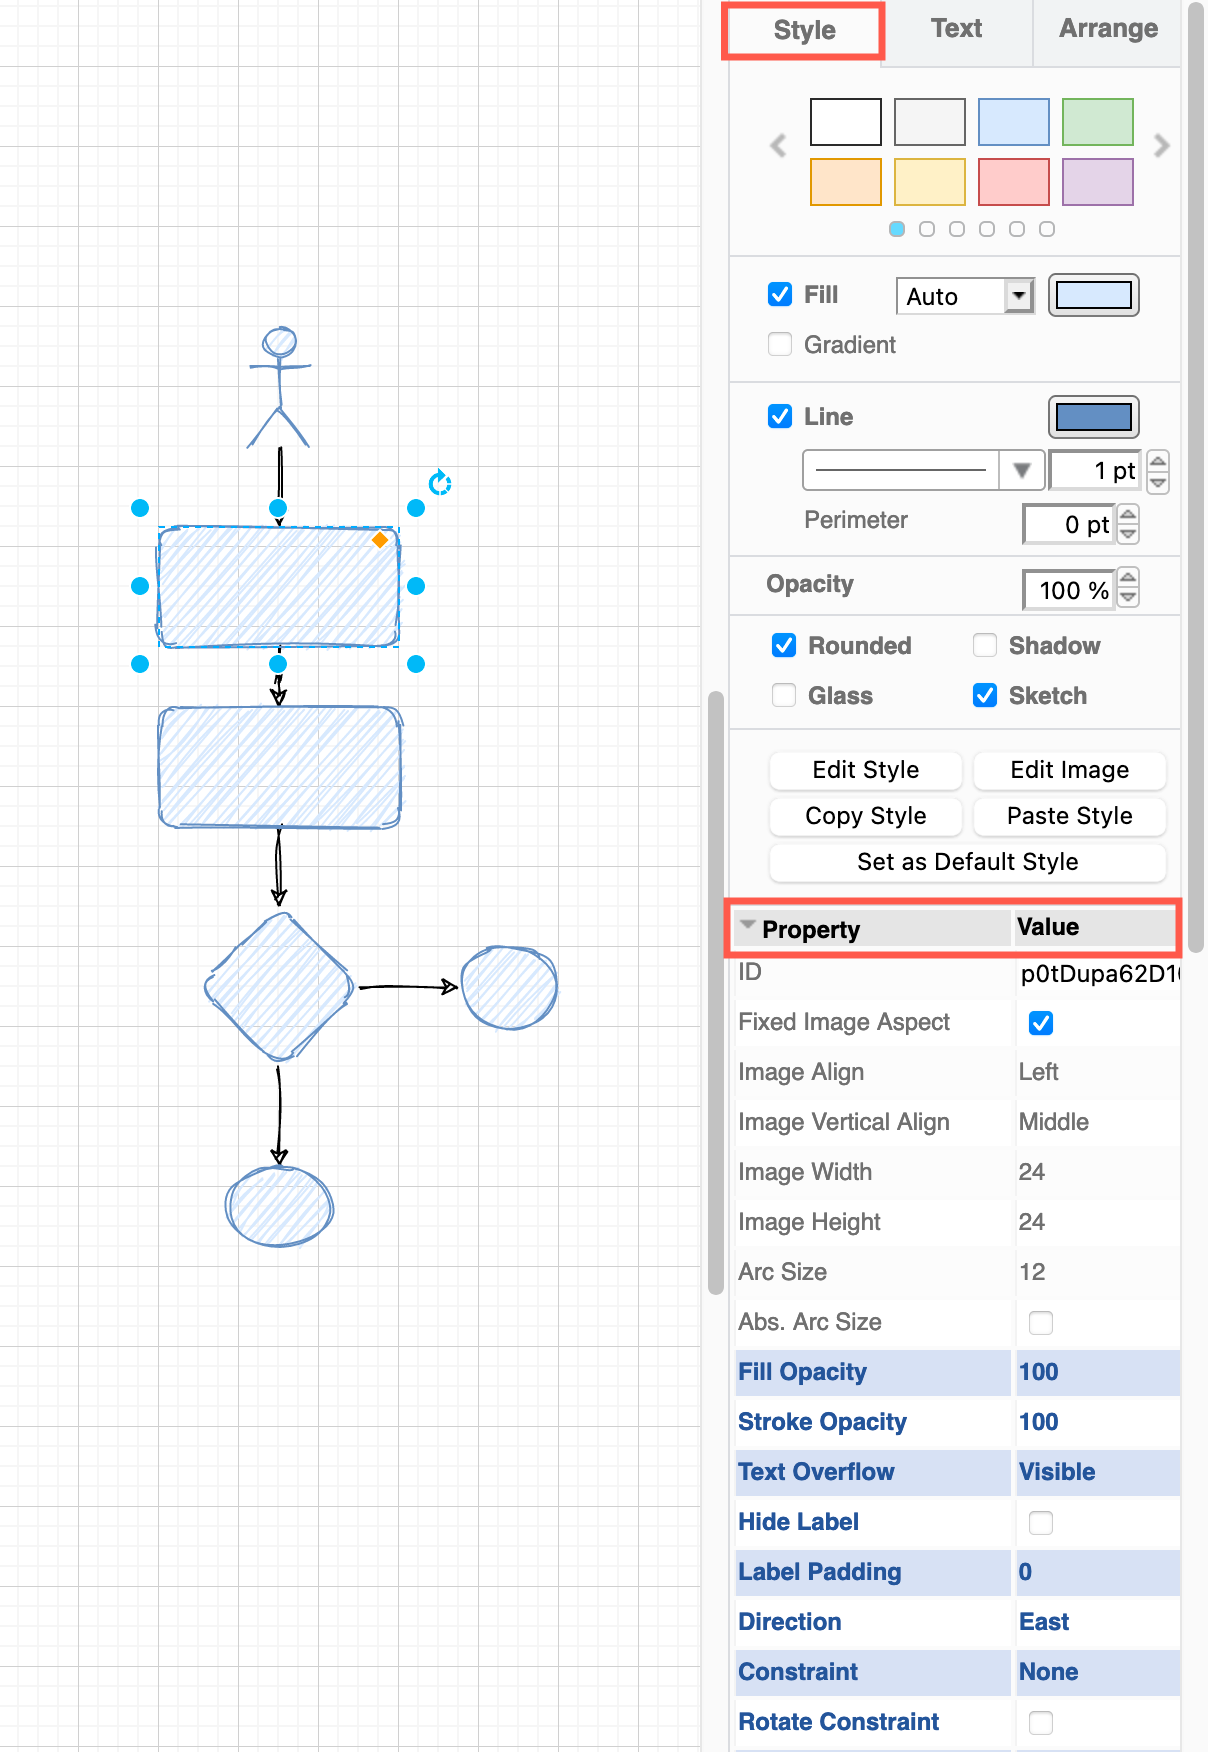 Style Text Arrange
Fill Auto
Gradient
Line
1 pt
Perimeter 0 pt
Opacity 100 %
Rounded Shadow
Glass Sketch
Edit Style Edit Image
Copy Style Paste Style
Set as Default Style
Property Value
ID p0tDupa62D1
Fixed Image Aspect
Image Align Left
Image Vertical Align Middle
Image Width 24
Image Height 24
Arc Size 12
Abs. Arc Size
Fill Opacity 100
Stroke Opacity 100
Text Overflow Visible
Hide Label
Label Padding 0
Direction East
Constraint None
Rotate Constraint